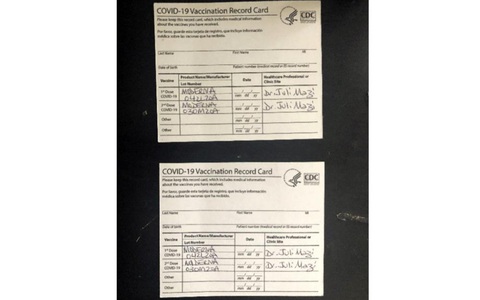 COVID-19 Vaccination Record Card
Please keep this record card, which includes medical information
about the vaccines you have received.
Por favor, guarde esta tarjeta de registro, que incluye información
médica sobre las vacunas que ha recibido.
CDC
Last Name First Name MI
Date of birth Patient number (medical record or IIS record number)
Vaccine Product Name/Manufacturer Date Healthcare Professional or
Lot Number Clinic Site
1st Dose MODERNA Dr. Juli Mazi
COVID-19 042L20A mm dd yy
2nd Dose MODERNA Dr. Juli Mazi
COVID-19 030M20A mm dd yy
Other
mm dd yy
Other
mm dd yy
COVID-19 Vaccination Record Card
Please keep this record card, which includes medical information
about the vaccines you have received.
Por favor, guarde esta tarjeta de registro, que incluye información
médica sobre las vacunas que ha recibido.
CDC
Last Name First Name MI
Date of birth Patient number (medical record or IIS record number)
Vaccine Product Name/Manufacturer Date Healthcare Professional or
Lot Number Clinic Site
1st Dose MODERNA Dr. Juli Mazi
COVID-19 042L20A mm dd yy
2nd Dose MODERNA Dr. Juli Mazi
COVID-19 030M20A mm dd yy
Other
mm dd yy
Other
mm dd yy